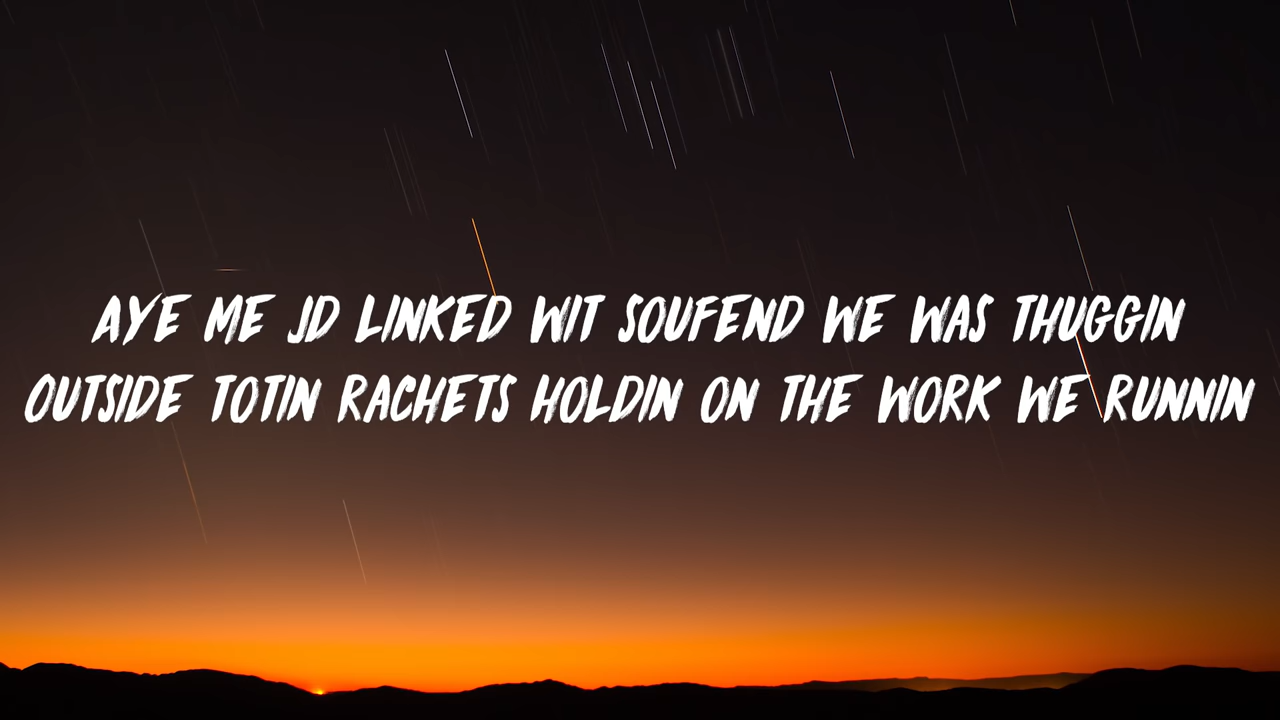 AYE ME JD LINKED WIT SOUFEND WE WAS THUGGIN
OUTSIDE TOTIN RACHETS HOLDIN ON THE WORK WE RUNNIN